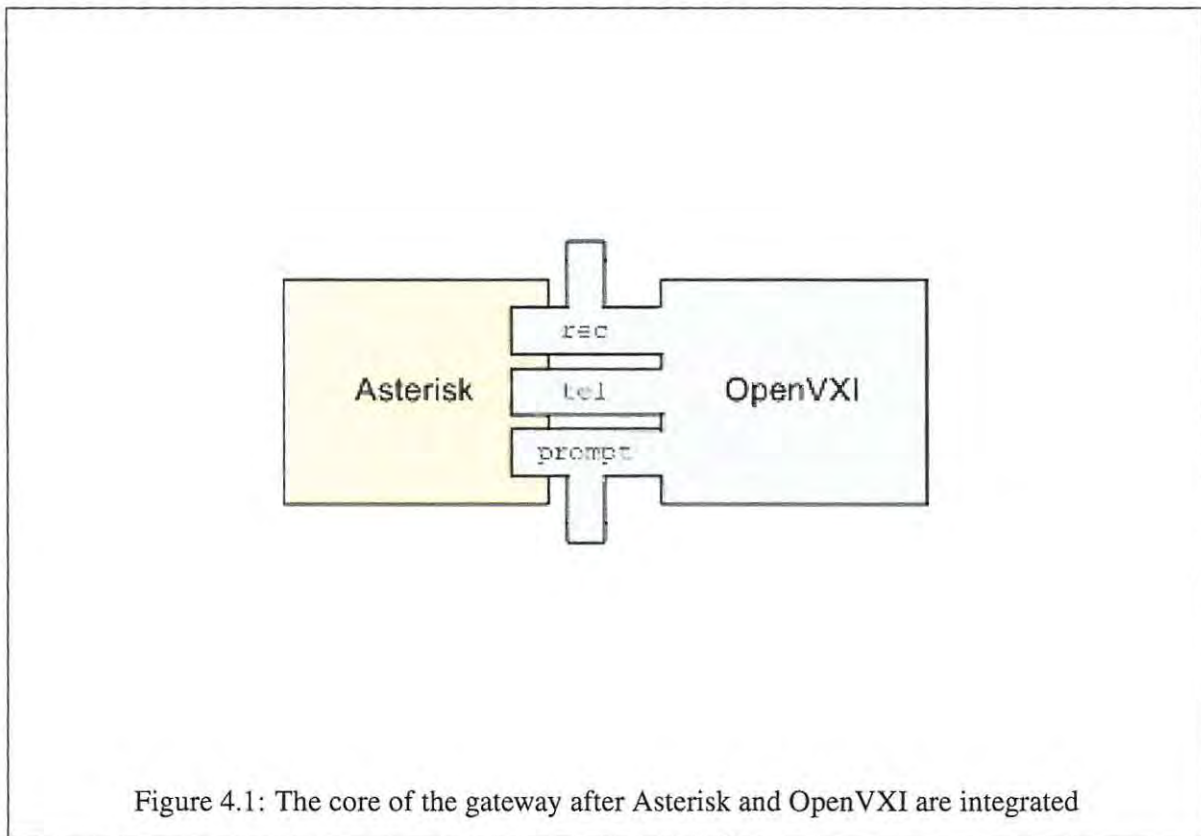 rec
Asterisk
tel
OpenVXI
prompt
Figure 4.1: The core of the gateway after Asterisk and OpenVXI are integrated